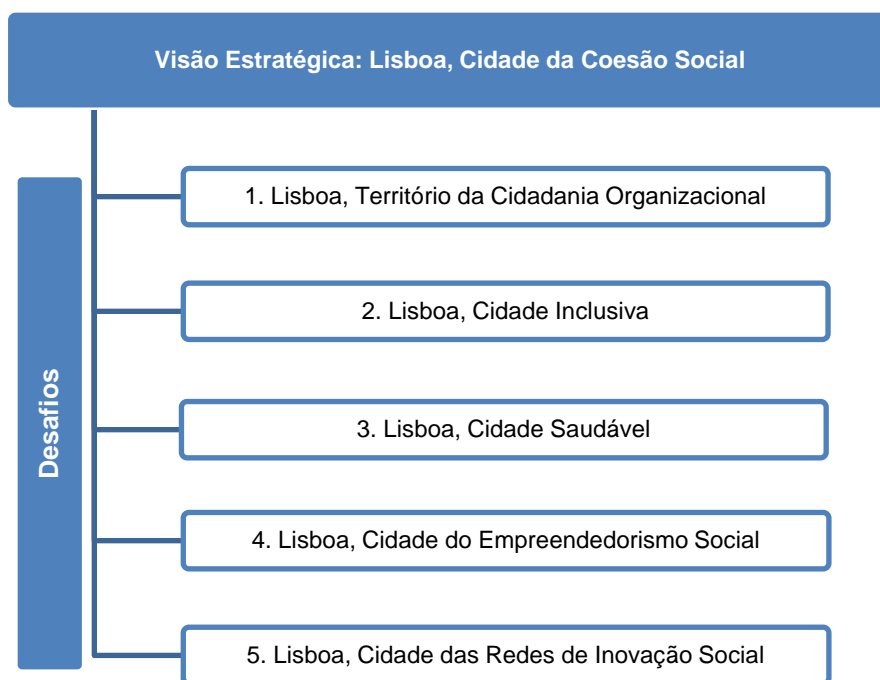 Visão Estratégica: Lisboa, Cidade da Coesão Social
Desafios
1. Lisboa, Território da Cidadania Organizacional
2. Lisboa, Cidade Inclusiva
3. Lisboa, Cidade Saudável
4. Lisboa, Cidade do Empreendedorismo Social
5. Lisboa, Cidade das Redes de Inovação Social